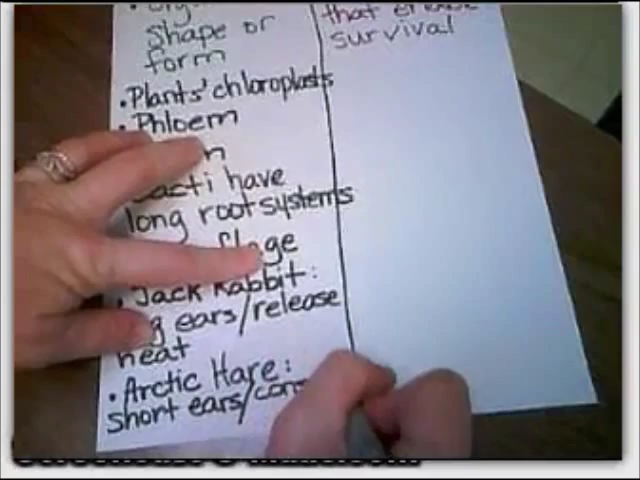 shape or
form
• Plants' chloroplasts
• Phloem
Cacti have
long root systems
• Jack Rabbit:
ears/release
heat
• Arctic Hare:
short ears/
that
survival